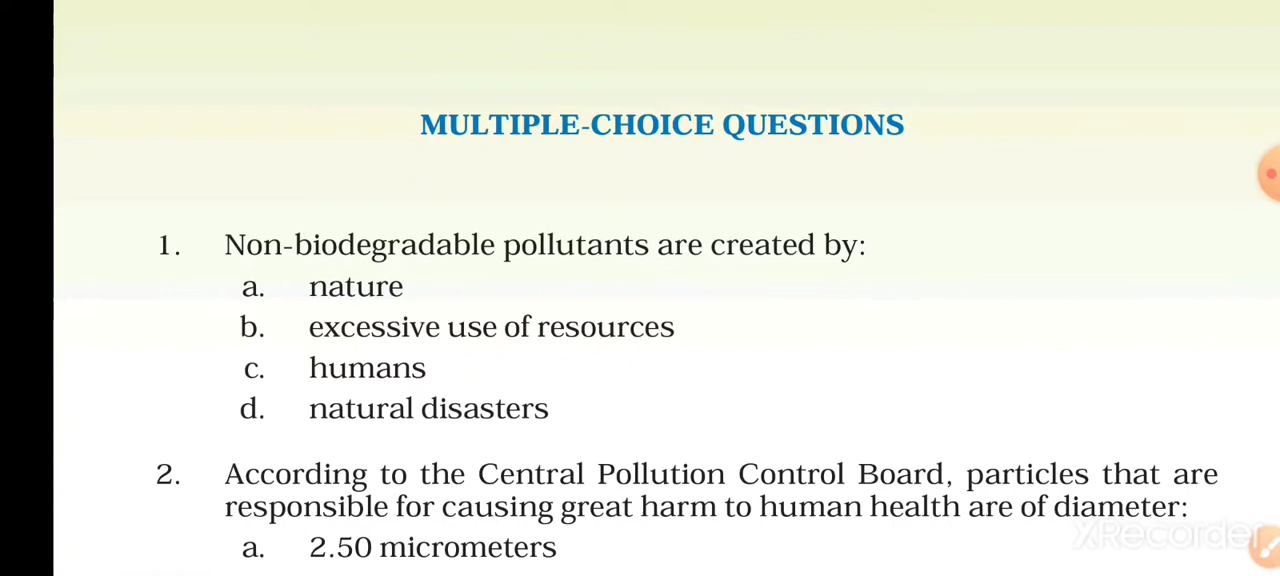 MULTIPLE-CHOICE QUESTIONS
1. Non-biodegradable pollutants are created by:
a. nature
b. excessive use of resources
c. humans
d. natural disasters
2. According to the Central Pollution Control Board, particles that are
responsible for causing great harm to human health are of diameter:
a. 2.50 micrometers
XRecorder